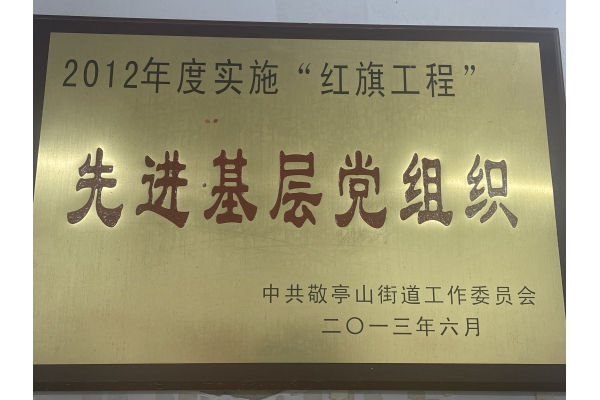 2012年度实施“红旗工程”
先进基层党组织
中共敬亭山街道工作委员会
二〇一三年六月